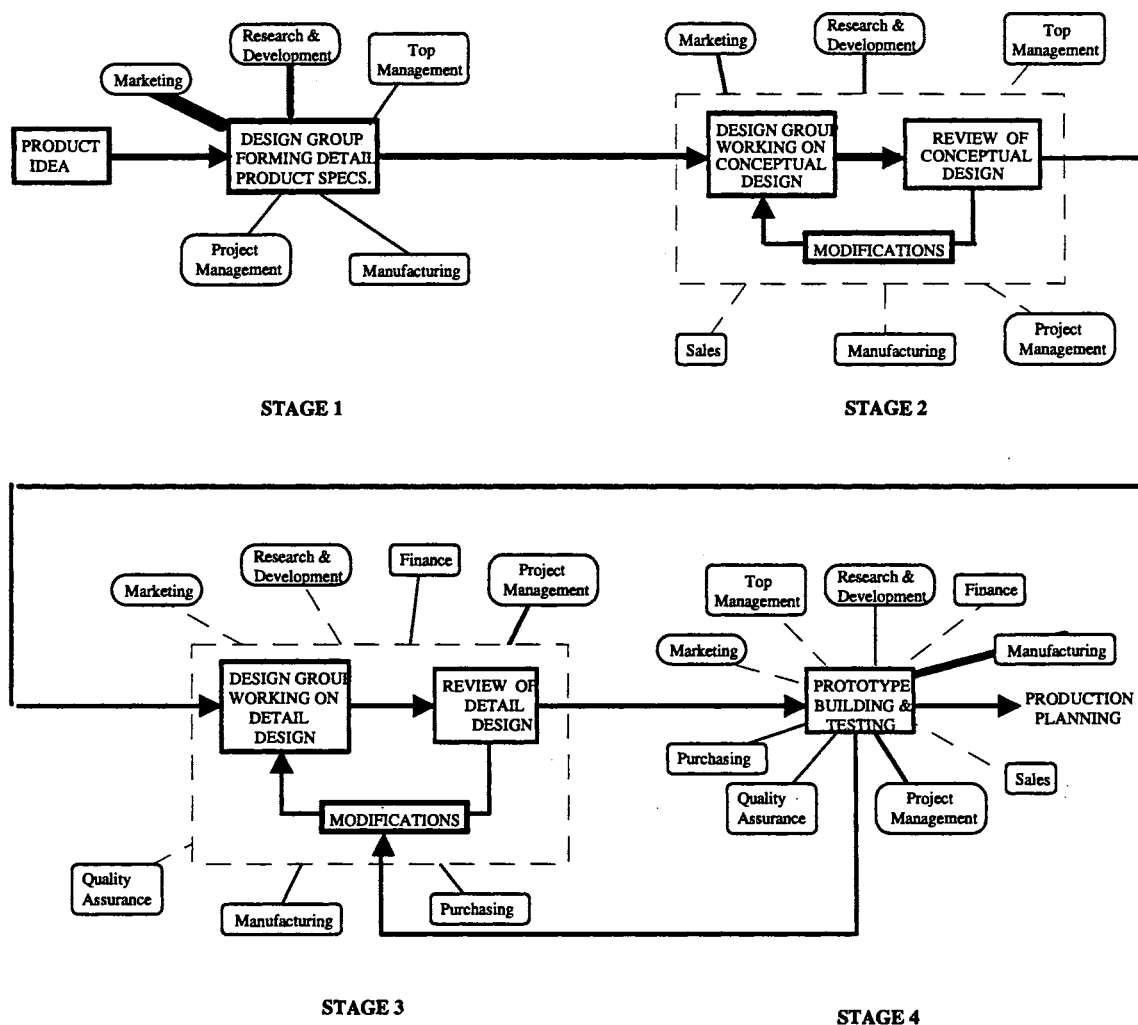 Research &
Development
Top
Management
Marketing
PRODUCT
IDEA
DESIGN GROUP
FORMING DETAIL
PRODUCT SPECS.
Project
Management
Manufacturing
STAGE 1
Marketing
Research &
Development
Top
Management
DESIGN GROUP
WORKING ON
CONCEPTUAL
DESIGN
REVIEW OF
CONCEPTUAL
DESIGN
MODIFICATIONS
Sales
Manufacturing
Project
Management
STAGE 2
Marketing
Research &
Development
Finance
Project
Management
DESIGN GROUP
WORKING ON
DETAIL
DESIGN
REVIEW OF
DETAIL
DESIGN
MODIFICATIONS
Quality
Assurance
Manufacturing
Purchasing
STAGE 3
Top
Management
Research &
Development
Finance
Marketing
Manufacturing
PROTOTYPE
BUILDING &
TESTING
PRODUCTION
PLANNING
Purchasing
Quality
Assurance
Project
Management
Sales
STAGE 4